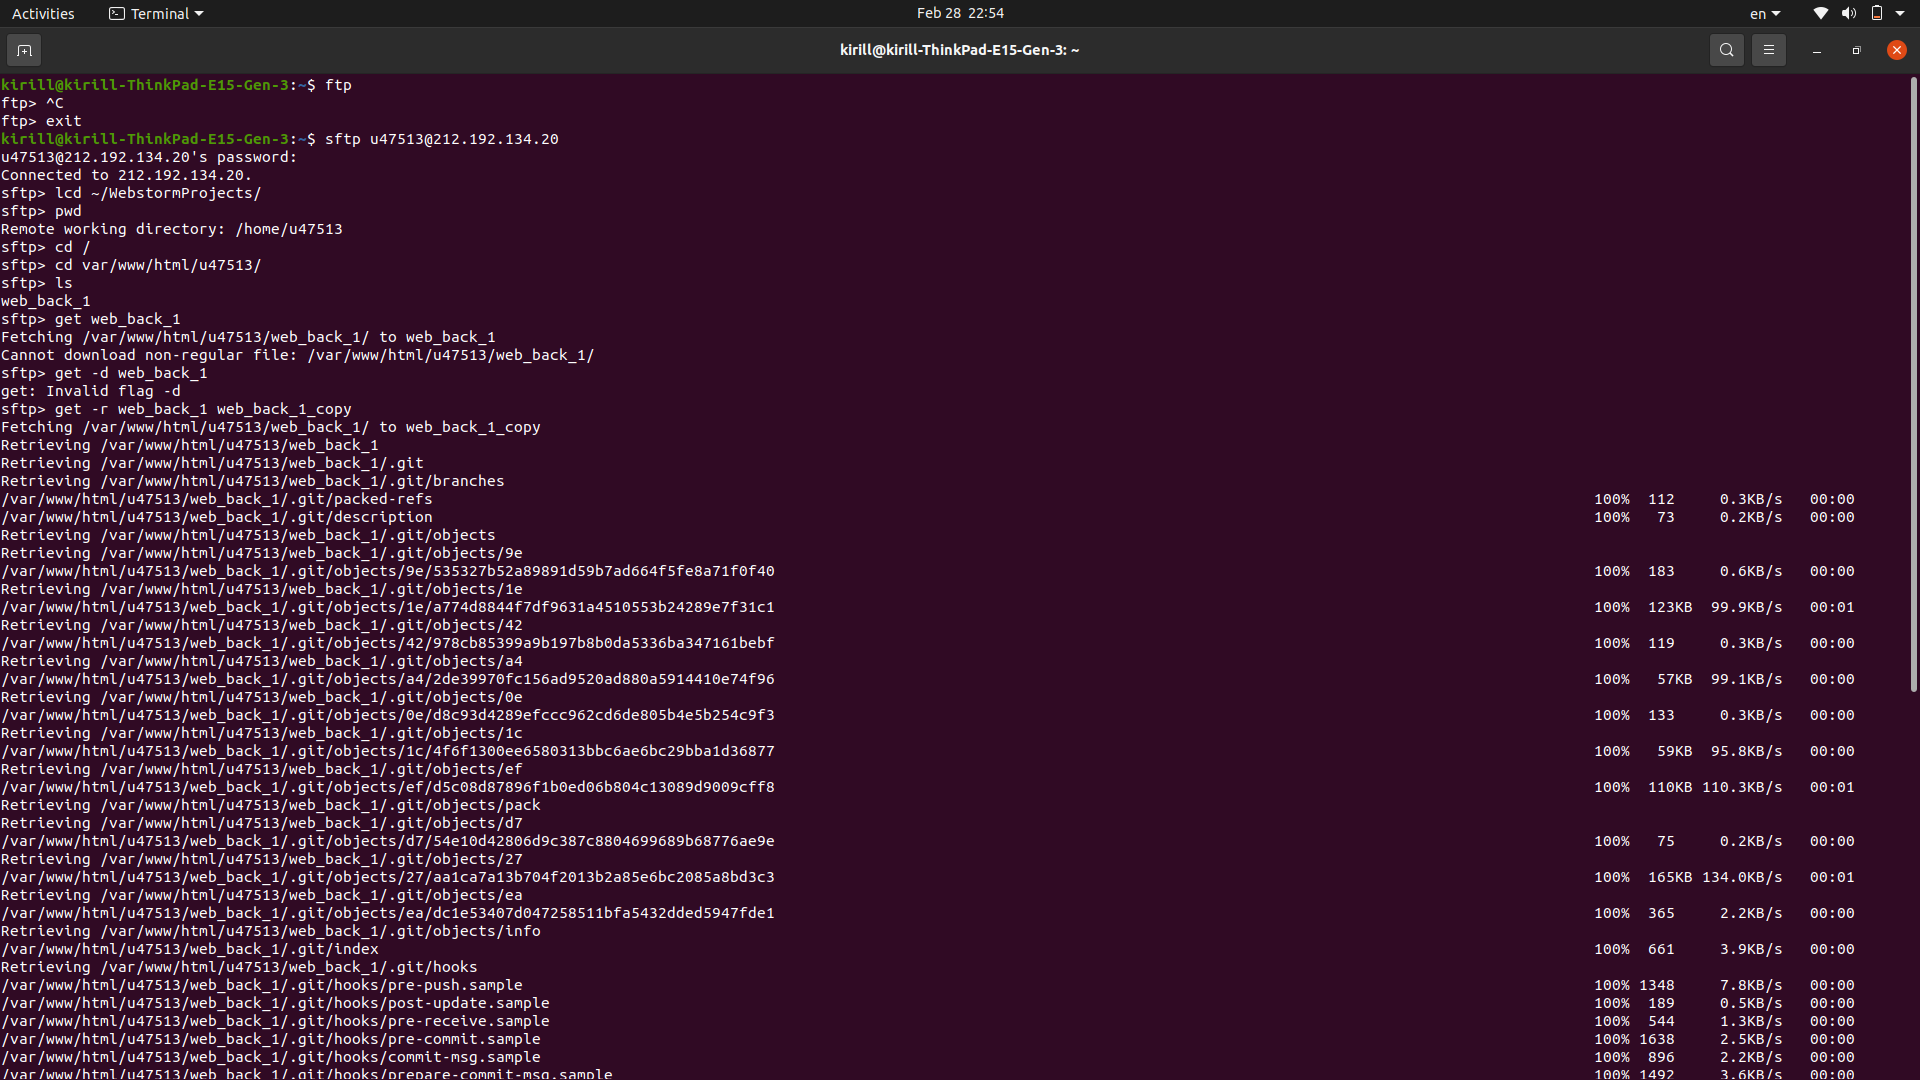 Activities Terminal Feb 28 22:54 en
kirill@kirill-ThinkPad-E15-Gen-3: ~
kirill@kirill-ThinkPad-E15-Gen-3:~$ ftp
ftp> ^C
ftp> exit
kirill@kirill-ThinkPad-E15-Gen-3:~$ sftp u47513@212.192.134.20
u47513@212.192.134.20's password:
Connected to 212.192.134.20.
sftp> lcd ~/WebstormProjects/
sftp> pwd
Remote working directory: /home/u47513
sftp> cd /
sftp> cd var/www/html/u47513/
sftp> ls
web_back_1
sftp> get web_back_1
Fetching /var/www/html/u47513/web_back_1/ to web_back_1
Cannot download non-regular file: /var/www/html/u47513/web_back_1/
sftp> get -d web_back_1
get: Invalid flag -d
sftp> get -r web_back_1 web_back_1_copy
Fetching /var/www/html/u47513/web_back_1/ to web_back_1_copy
Retrieving /var/www/html/u47513/web_back_1
Retrieving /var/www/html/u47513/web_back_1/.git
Retrieving /var/www/html/u47513/web_back_1/.git/branches
/var/www/html/u47513/web_back_1/.git/packed-refs 100% 112 0.3KB/s 00:00
/var/www/html/u47513/web_back_1/.git/description 100% 73 0.2KB/s 00:00
Retrieving /var/www/html/u47513/web_back_1/.git/objects
Retrieving /var/www/html/u47513/web_back_1/.git/objects/9e
/var/www/html/u47513/web_back_1/.git/objects/9e/535327b52a89891d59b7ad664f5fe8a71f0f40 100% 183 0.6KB/s 00:00
Retrieving /var/www/html/u47513/web_back_1/.git/objects/1e
/var/www/html/u47513/web_back_1/.git/objects/1e/a774d8844f7df9631a4510553b24289e7f31c1 100% 123KB 99.9KB/s 00:01
Retrieving /var/www/html/u47513/web_back_1/.git/objects/42
/var/www/html/u47513/web_back_1/.git/objects/42/978cb85399a9b197b8b0da5336ba347161bebf 100% 119 0.3KB/s 00:00
Retrieving /var/www/html/u47513/web_back_1/.git/objects/a4
/var/www/html/u47513/web_back_1/.git/objects/a4/2de39970fc156ad9520ad880a5914410e74f96 100% 57KB 99.1KB/s 00:00
Retrieving /var/www/html/u47513/web_back_1/.git/objects/0e
/var/www/html/u47513/web_back_1/.git/objects/0e/d8c93d4289efccc962cd6de805b4e5b254c9f3 100% 133 0.3KB/s 00:00
Retrieving /var/www/html/u47513/web_back_1/.git/objects/1c
/var/www/html/u47513/web_back_1/.git/objects/1c/4f6f1300ee6580313bbc6ae6bc29bba1d36877 100% 59KB 95.8KB/s 00:00
Retrieving /var/www/html/u47513/web_back_1/.git/objects/ef
/var/www/html/u47513/web_back_1/.git/objects/ef/d5c08d87896f1b0ed06b804c13089d9009cff8 100% 110KB 110.3KB/s 00:01
Retrieving /var/www/html/u47513/web_back_1/.git/objects/pack
Retrieving /var/www/html/u47513/web_back_1/.git/objects/d7
/var/www/html/u47513/web_back_1/.git/objects/d7/54e10d42806d9c387c8804699689b68776ae9e 100% 75 0.2KB/s 00:00
Retrieving /var/www/html/u47513/web_back_1/.git/objects/27
/var/www/html/u47513/web_back_1/.git/objects/27/aa1ca7a13b704f2013b2a85e6bc2085a8bd3c3 100% 165KB 134.0KB/s 00:01
Retrieving /var/www/html/u47513/web_back_1/.git/objects/ea
/var/www/html/u47513/web_back_1/.git/objects/ea/dc1e53407d047258511bfa5432dded5947fde1 100% 365 2.2KB/s 00:00
Retrieving /var/www/html/u47513/web_back_1/.git/objects/info
/var/www/html/u47513/web_back_1/.git/index 100% 661 3.9KB/s 00:00
Retrieving /var/www/html/u47513/web_back_1/.git/hooks
/var/www/html/u47513/web_back_1/.git/hooks/pre-push.sample 100% 1348 7.8KB/s 00:00
/var/www/html/u47513/web_back_1/.git/hooks/post-update.sample 100% 189 0.5KB/s 00:00
/var/www/html/u47513/web_back_1/.git/hooks/pre-receive.sample 100% 544 1.3KB/s 00:00
/var/www/html/u47513/web_back_1/.git/hooks/pre-commit.sample 100% 1638 2.5KB/s 00:00
/var/www/html/u47513/web_back_1/.git/hooks/commit-msg.sample 100% 896 2.2KB/s 00:00
/var/www/html/u47513/web_back_1/.git/hooks/prepare-commit-msg.sample 100% 1492 3.6KB/s 00:00